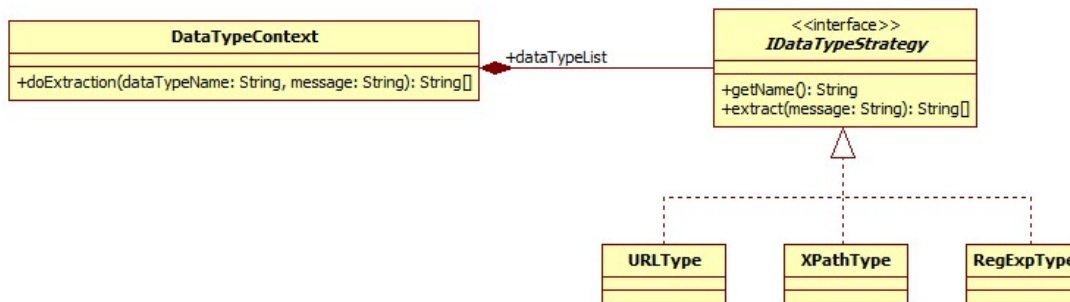 DataTypeContext
+doExtraction(dataTypeName: String, message: String): String[]
+dataTypeList
<<interface>>
IDataTypeStrategy
+getName(): String
+extract(message: String): String[]
URLType
XPathType
RegExpType